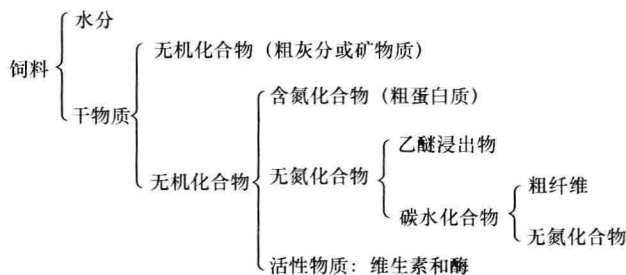 饲料
水分
干物质
无机化合物（粗灰分或矿物质）
无机化合物
含氮化合物（粗蛋白质）
无氮化合物
乙醚浸出物
碳水化合物
粗纤维
无氮化合物
活性物质：维生素和酶